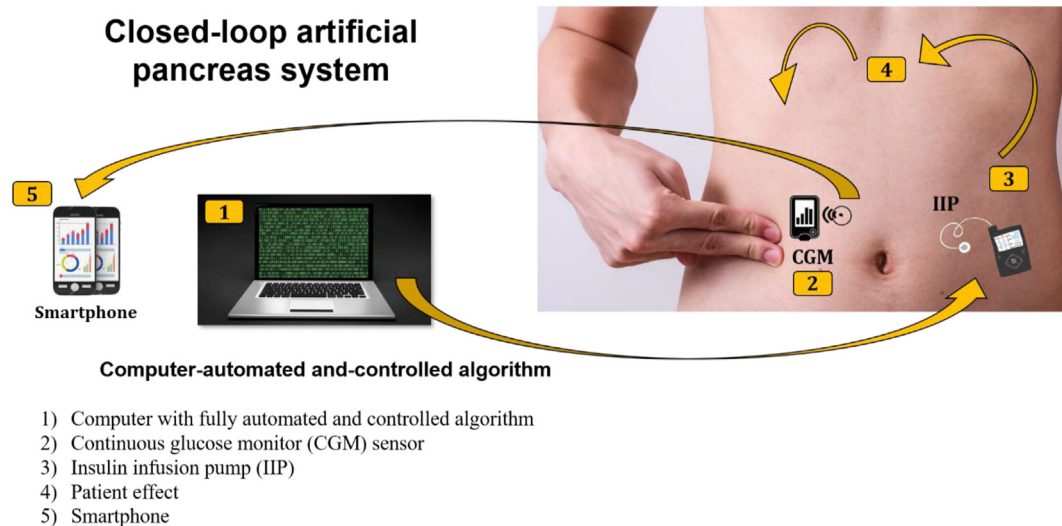 Closed-loop artificial
pancreas system
4
5
1
3
IIP
CGM
2
Smartphone
Computer-automated and-controlled algorithm
1) Computer with fully automated and controlled algorithm
2) Continuous glucose monitor (CGM) sensor
3) Insulin infusion pump (IIP)
4) Patient effect
5) Smartphone